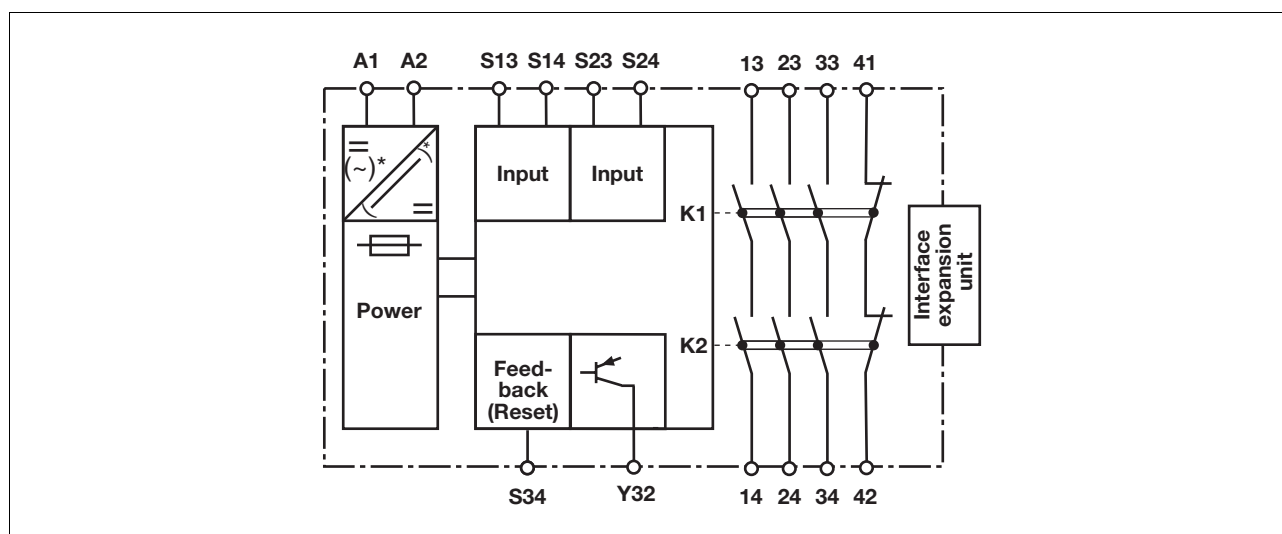 A1 A2 S13 S14 S23 S24 13 23 33 41
=
(~)* *
=
Input Input
K1
Interface
expansion
unit
Power
K2
Feed-
back
(Reset)
S34 Y32 14 24 34 42